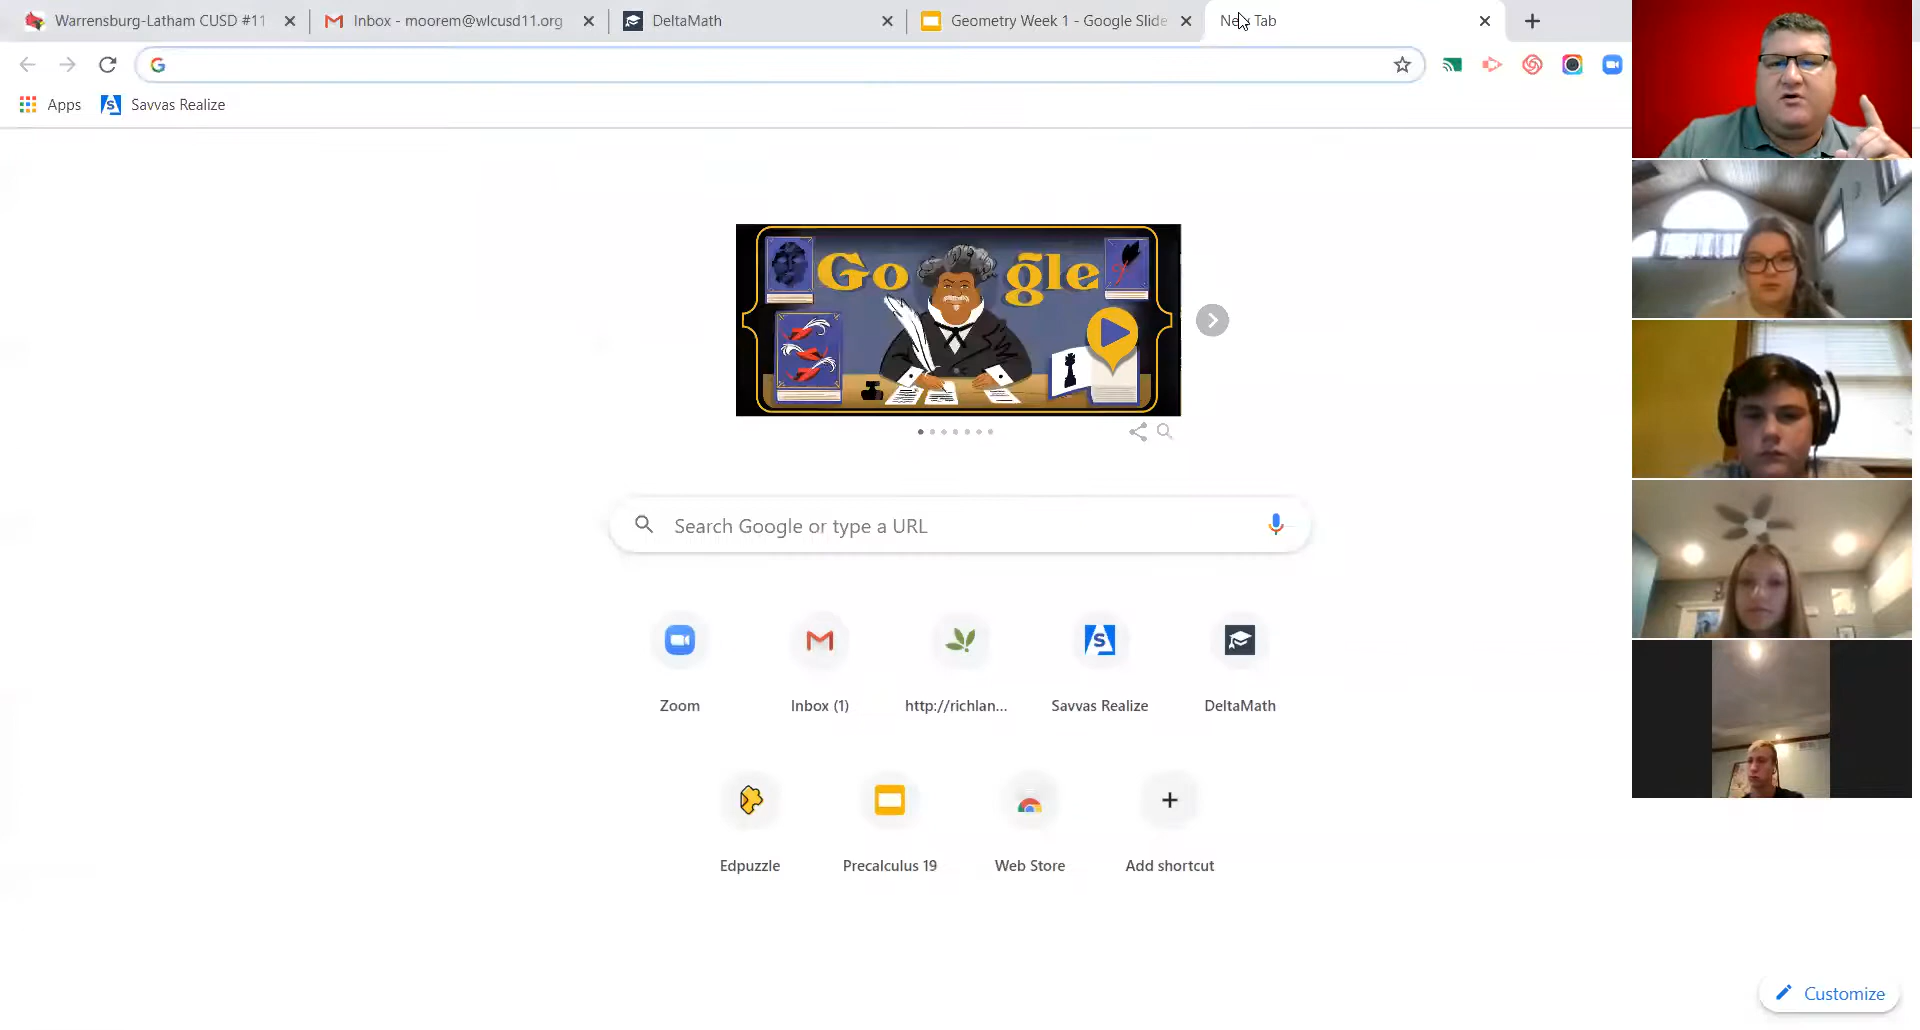 Warrensburg-Latham CUSD #11
Inbox - moorem@wlcusd11.org
DeltaMath
Geometry Week 1 - Google Slide
New Tab
Apps
Savvas Realize
Google
Search Google or type a URL
Zoom
Inbox (1)
http://richlan...
Savvas Realize
DeltaMath
Edpuzzle
Precalculus 19
Web Store
Add shortcut
Customize